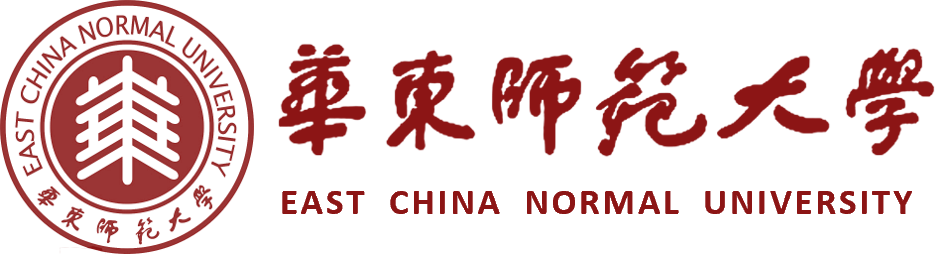 EAST CHINA NORMAL UNIVERSITY
華東師範大學
華東師範大學
EAST CHINA NORMAL UNIVERSITY